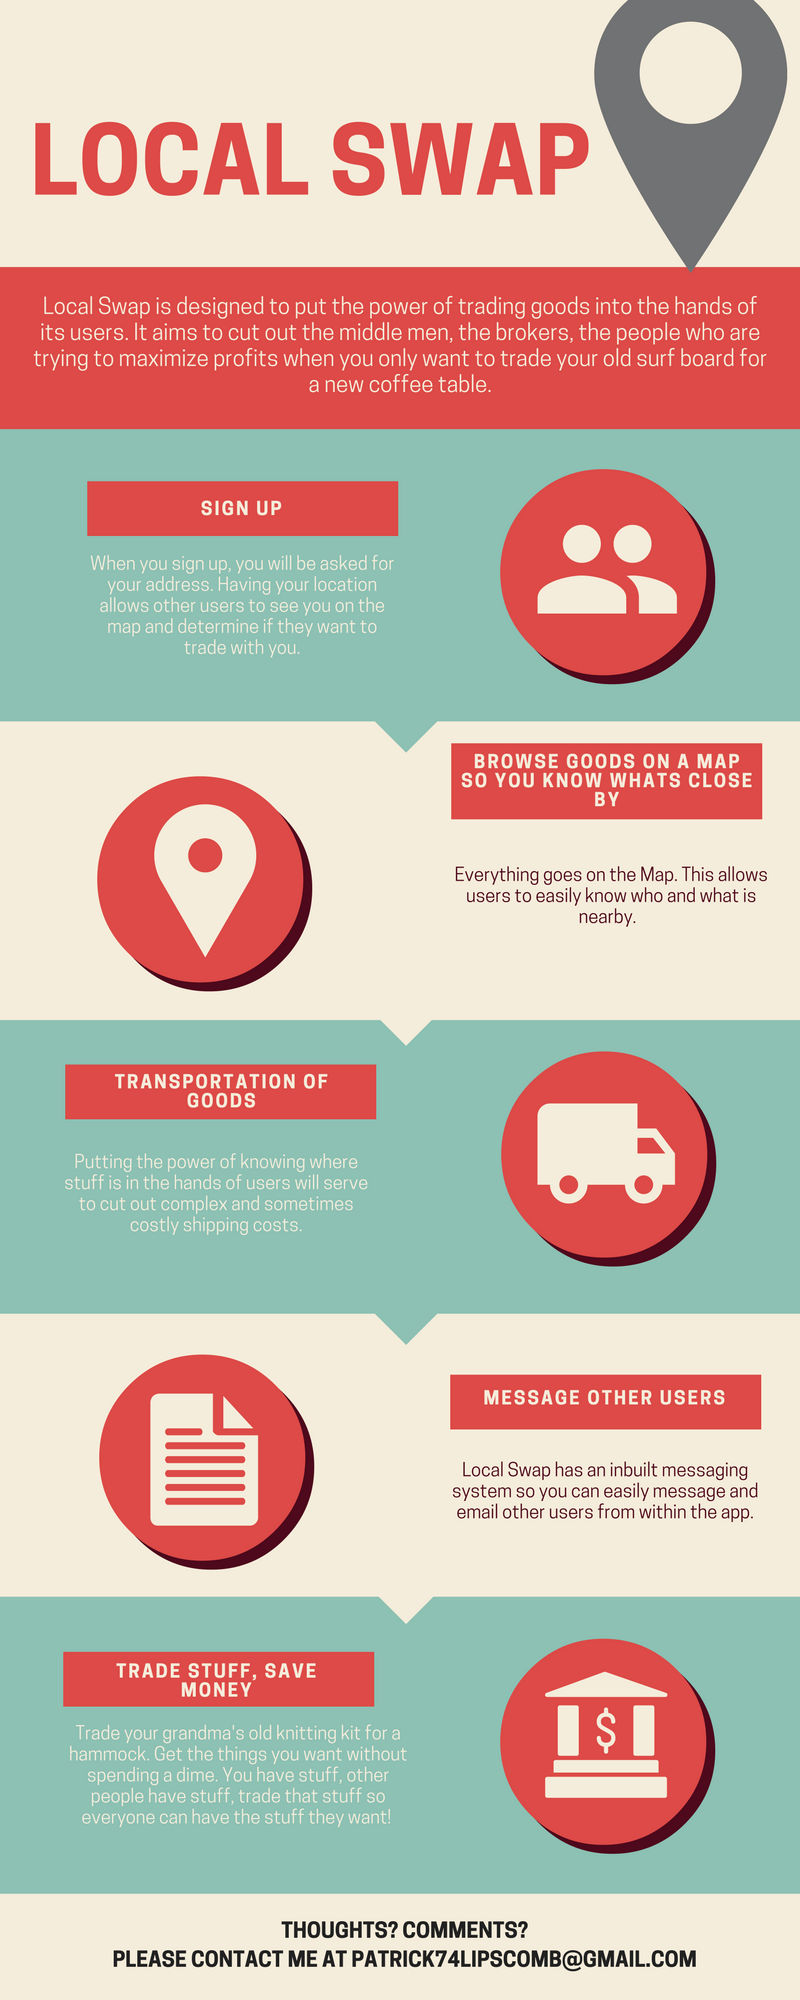 LOCAL SWAP
Local Swap is designed to put the power of trading goods into the hands of
its users. It aims to cut out the middle men, the brokers, the people who are
trying to maximize profits when you only want to trade your old surf board for
a new coffee table.
SIGN UP
When you sign up, you will be asked for
your address. Having your location
allows other users to see you on the
map and determine if they want to
trade with you.
BROWSE GOODS ON A MAP
SO YOU KNOW WHATS CLOSE
BY
Everything goes on the Map. This allows
users to easily know who and what is
nearby.
TRANSPORTATION OF
GOODS
Putting the power of knowing where
stuff is in the hands of users will serve
to cut out complex and sometimes
costly shipping costs.
MESSAGE OTHER USERS
Local Swap has an inbuilt messaging
system so you can easily message and
email other users from within the app.
TRADE STUFF, SAVE
MONEY
$
Trade your grandma's old knitting kit for a
hammock. Get the things you want without
spending a dime. You have stuff, other
people have stuff, trade that stuff so
everyone can have the stuff they want!
THOUGHTS? COMMENTS?
PLEASE CONTACT ME AT PATRICK74LIPSCOMB@GMAIL.COM